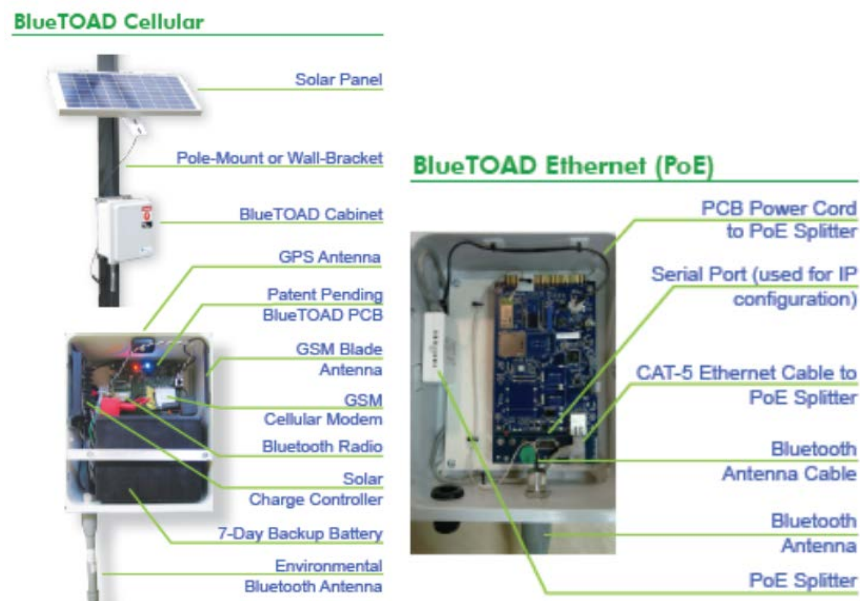 BlueTOAD Cellular
Solar Panel
Pole-Mount or Wall-Bracket
BlueTOAD Cabinet
GPS Antenna
Patent Pending
BlueTOAD PCB
GSM Blade
Antenna
GSM
Cellular Modem
Bluetooth Radio
Solar
Charge Controller
7-Day Backup Battery
Environmental
Bluetooth Antenna
BlueTOAD Ethernet (PoE)
PCB Power Cord
to PoE Splitter
Serial Port (used for IP
configuration)
CAT-5 Ethernet Cable to
PoE Splitter
Bluetooth
Antenna Cable
Bluetooth
Antenna
PoE Splitter